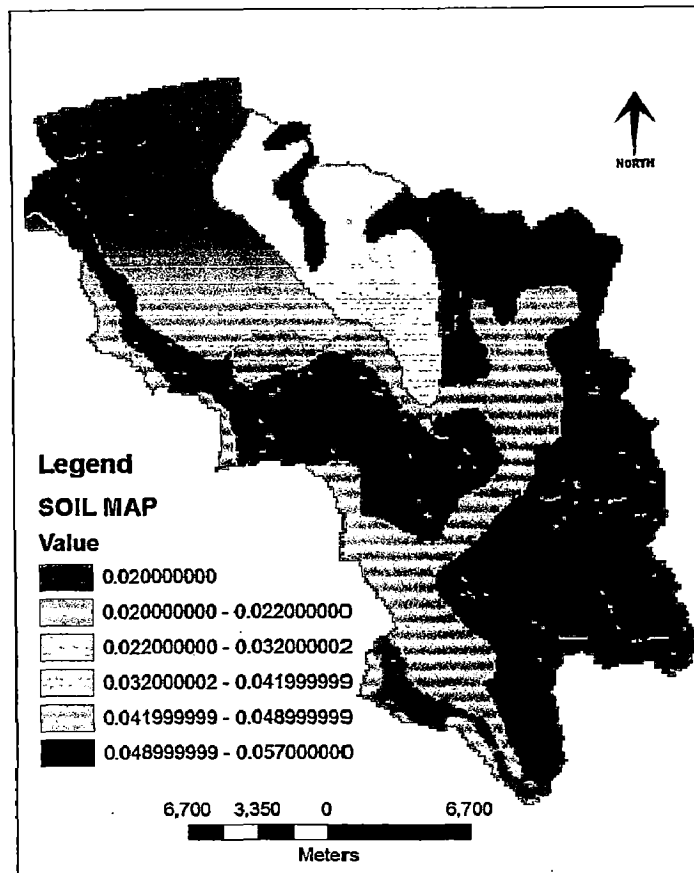 NORTH
Legend
SOIL MAP
Value
0.020000000
0.020000000 - 0.022000000
0.022000000 - 0.032000002
0.032000002 - 0.041999999
0.041999999 - 0.048999999
0.048999999 - 0.057000000
6,700 3,350 0 6,700
Meters